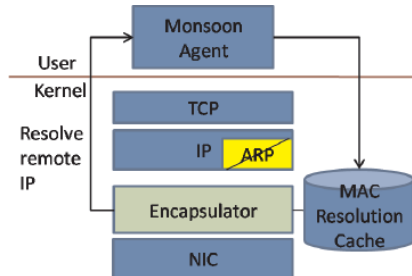 Monsoon
Agent
User
Kernel
TCP
Resolve
remote
IP
IP
ARP
Encapsulator
MAC
Resolution
Cache
NIC